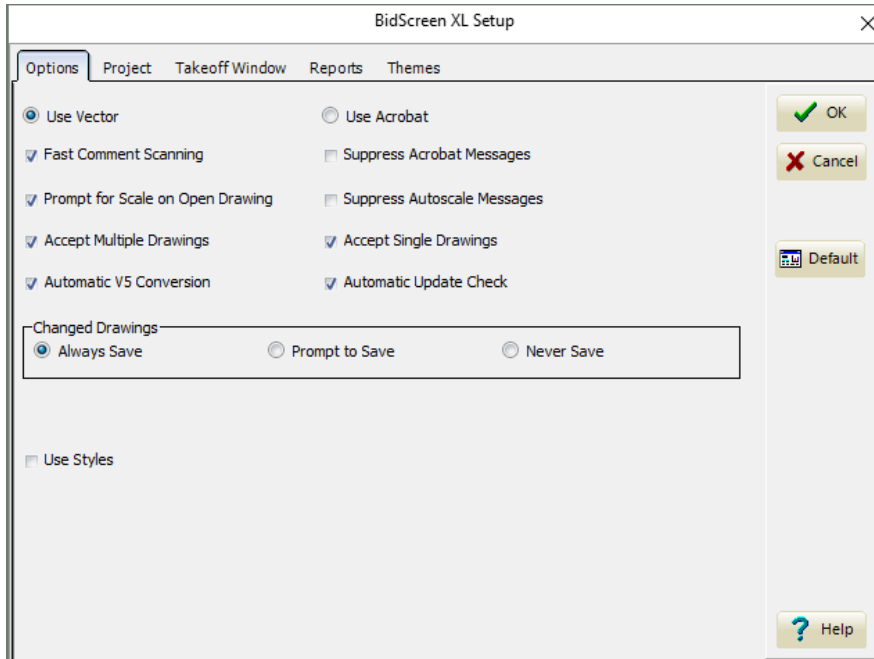 BidScreen XL Setup
Options Project Takeoff Window Reports Themes
Use Vector Use Acrobat OK
Fast Comment Scanning Suppress Acrobat Messages Cancel
Prompt for Scale on Open Drawing Suppress Autoscale Messages
Accept Multiple Drawings Accept Single Drawings Default
Automatic V5 Conversion Automatic Update Check
Changed Drawings
Always Save Prompt to Save Never Save
Use Styles
Help